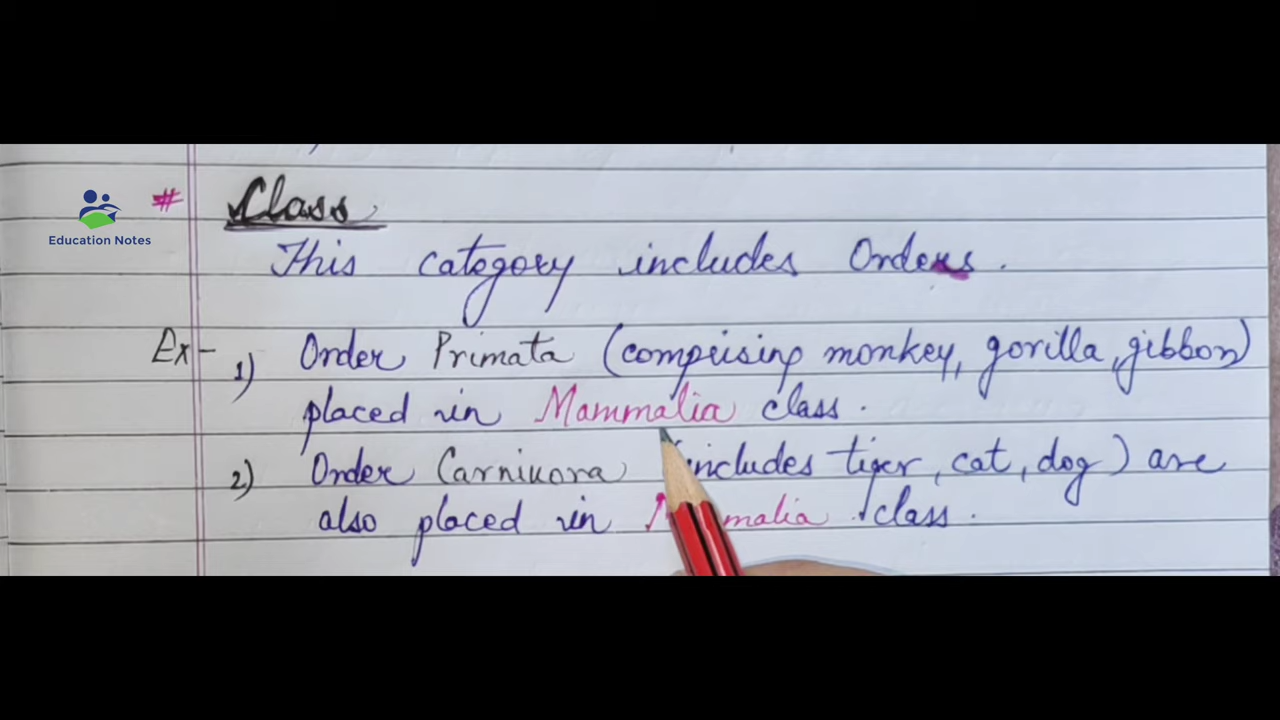 # Class
Education Notes
This category includes Orders.
Ex- 1) Order Primata (comprising monkey, gorilla, gibbon)
placed in Mammalia class.
2) Order Carnivora (includes tiger, cat, dog) are
also placed in malia class.